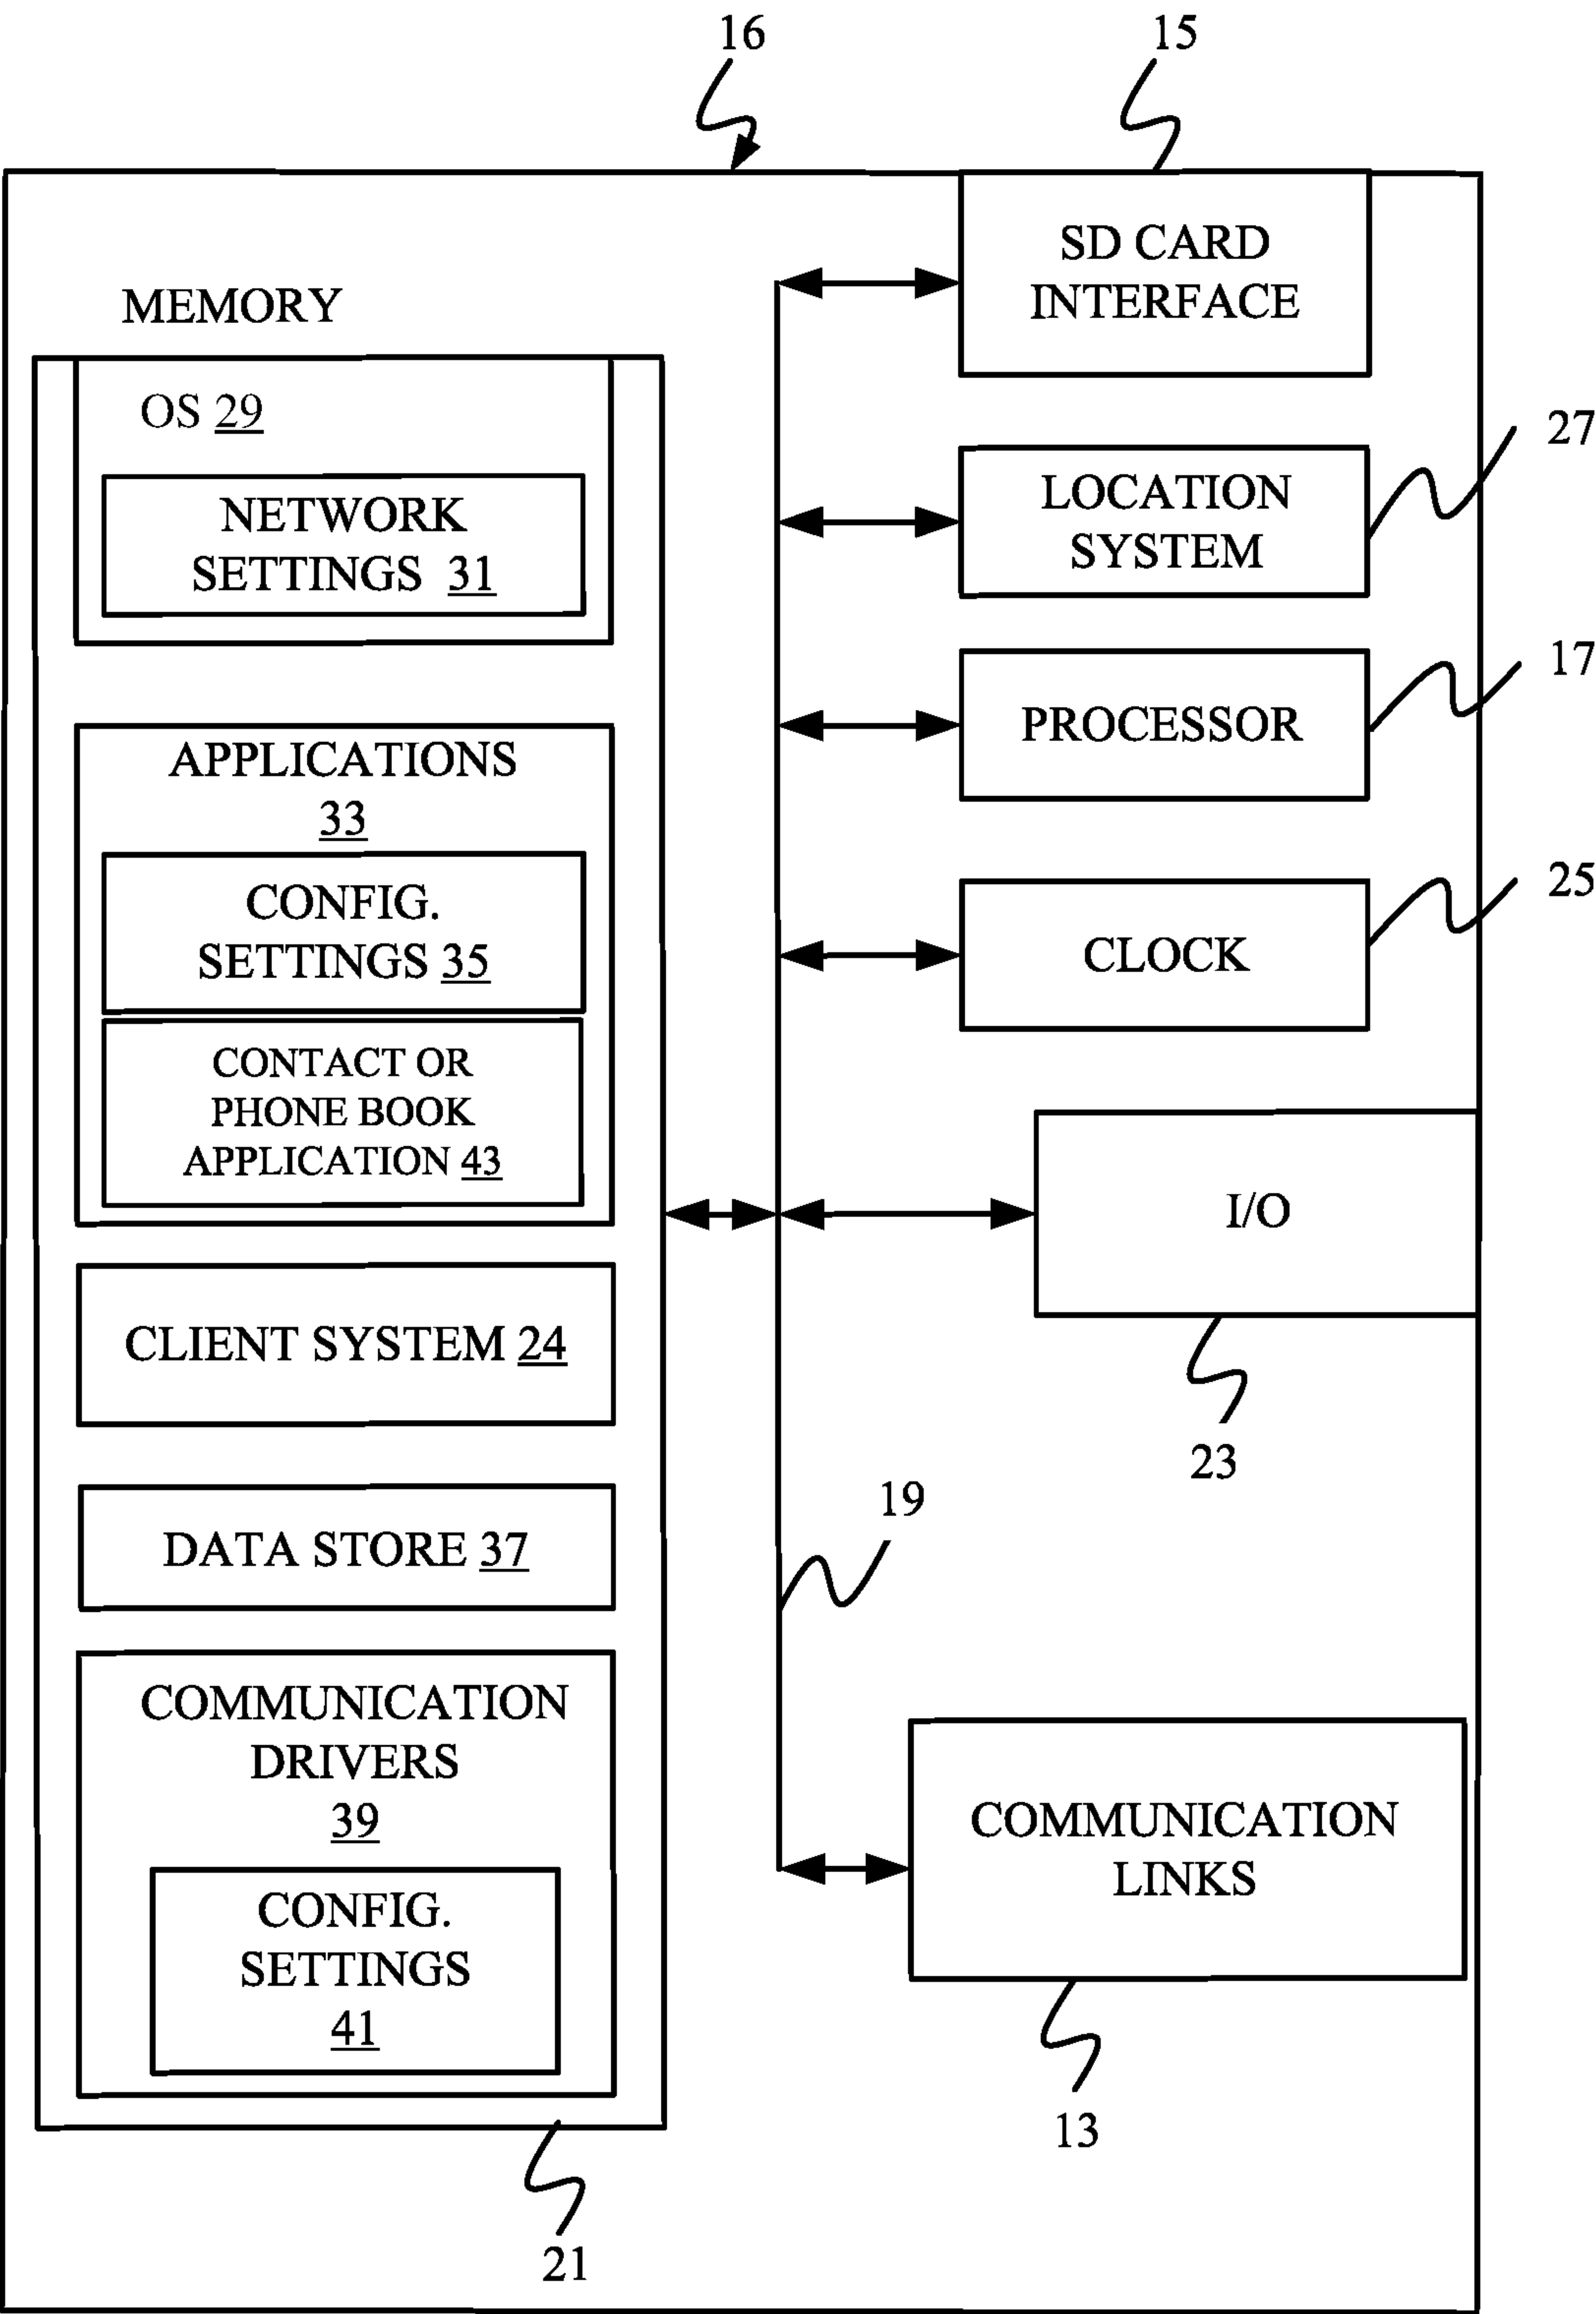 16
15
MEMORY
OS 29
NETWORK
SETTINGS 31
APPLICATIONS
33
CONFIG.
SETTINGS 35
CONTACT OR
PHONE BOOK
APPLICATION 43
CLIENT SYSTEM 24
DATA STORE 37
COMMUNICATION
DRIVERS
39
CONFIG.
SETTINGS
41
21
SD CARD
INTERFACE
LOCATION
SYSTEM
27
PROCESSOR
17
CLOCK
25
I/O
23
19
COMMUNICATION
LINKS
13